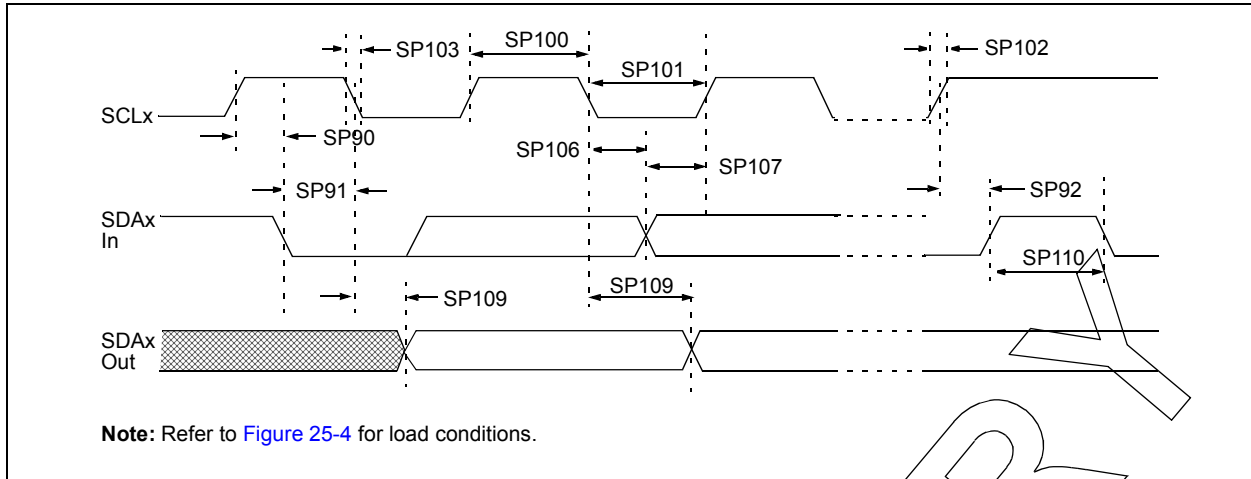 SP103
SP100
SP102
SP101
SCLx
SP90
SP106
SP107
SP91
SP92
SDAx
In
SP110
SP109
SP109
SDAx
Out
Note: Refer to Figure 25-4 for load conditions.
R
Y